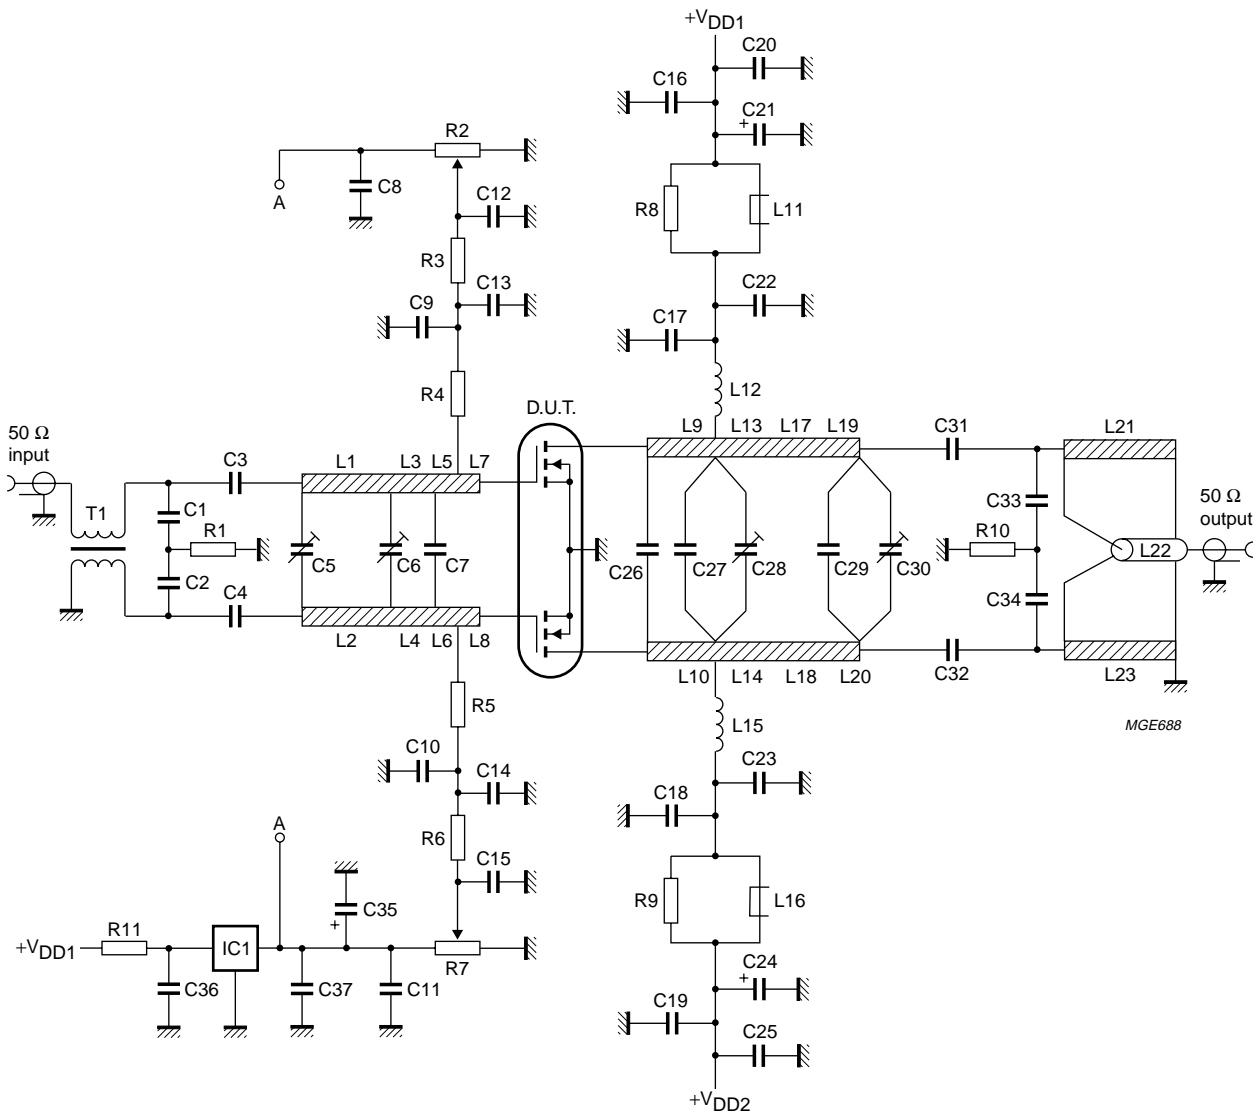 +VDD1
C20
C16
C21
R2
C8
A
C12
R8
L11
R3
C13
C9
C22
C17
R4
L12
D.U.T.
50 Ω
input
L9 L13 L17 L19
C31
L21
C3
L1 L3 L5 L7
T1
C1
R1
C2
C5
C6
C7
C26
C27
C28
C29
C30
C33
R10
C34
L22
50 Ω
output
C4
L2 L4 L6 L8
L10 L14 L18 L20
C32
L23
MGE688
R5
L15
C10
C14
C23
C18
A
R6
C15
C35
+
R9
L16
+VDD1
R11
IC1
R7
C36
C37
C11
C24
+
C19
C25
+VDD2
+